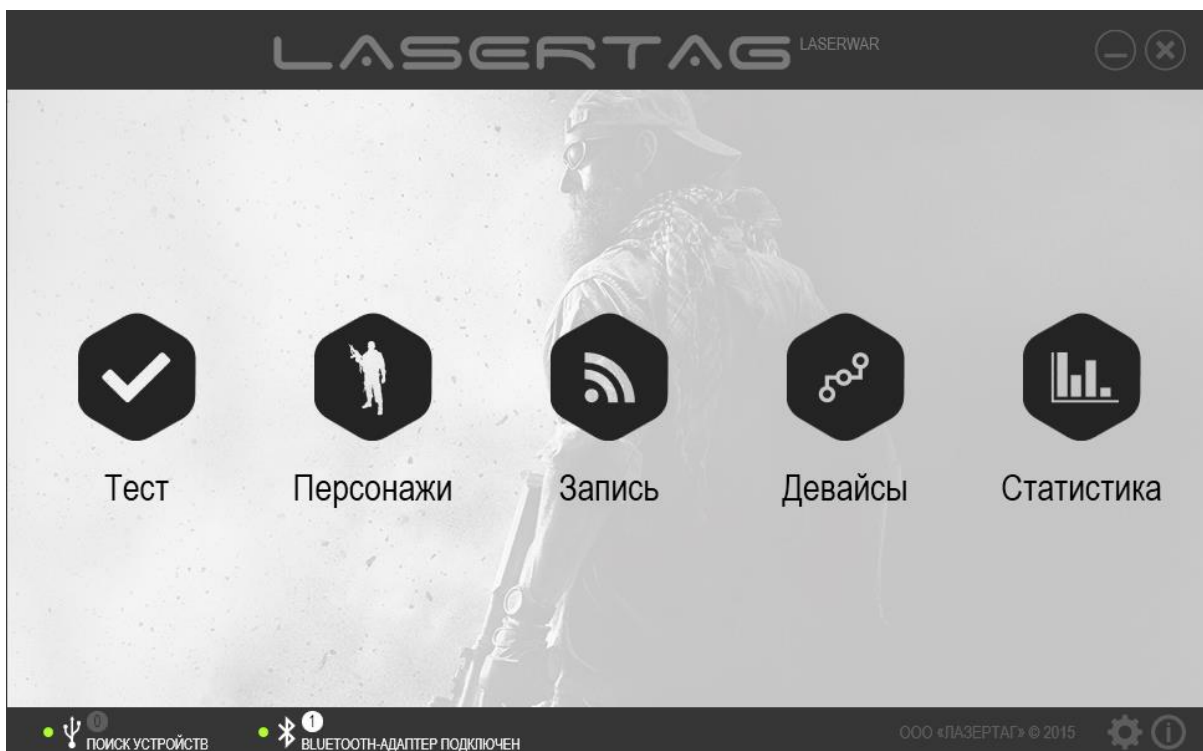 LASERTAG LASERWAR
Тест Персонажи Запись Девайсы Статистика
0 1
ПОИСК УСТРОЙСТВ BLUETOOTH-АДАПТЕР ПОДКЛЮЧЕН ООО «ЛАЗЕРТАГ» © 2015